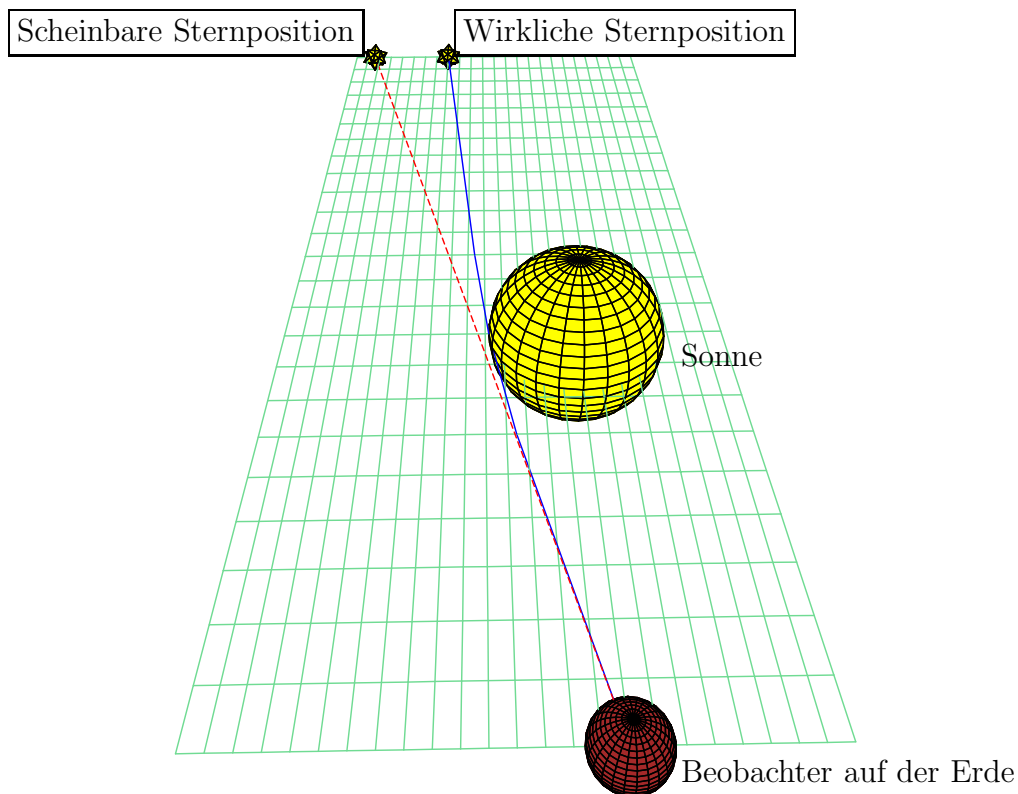 Scheinbare Sternposition
Wirkliche Sternposition
Sonne
Beobachter auf der Erde